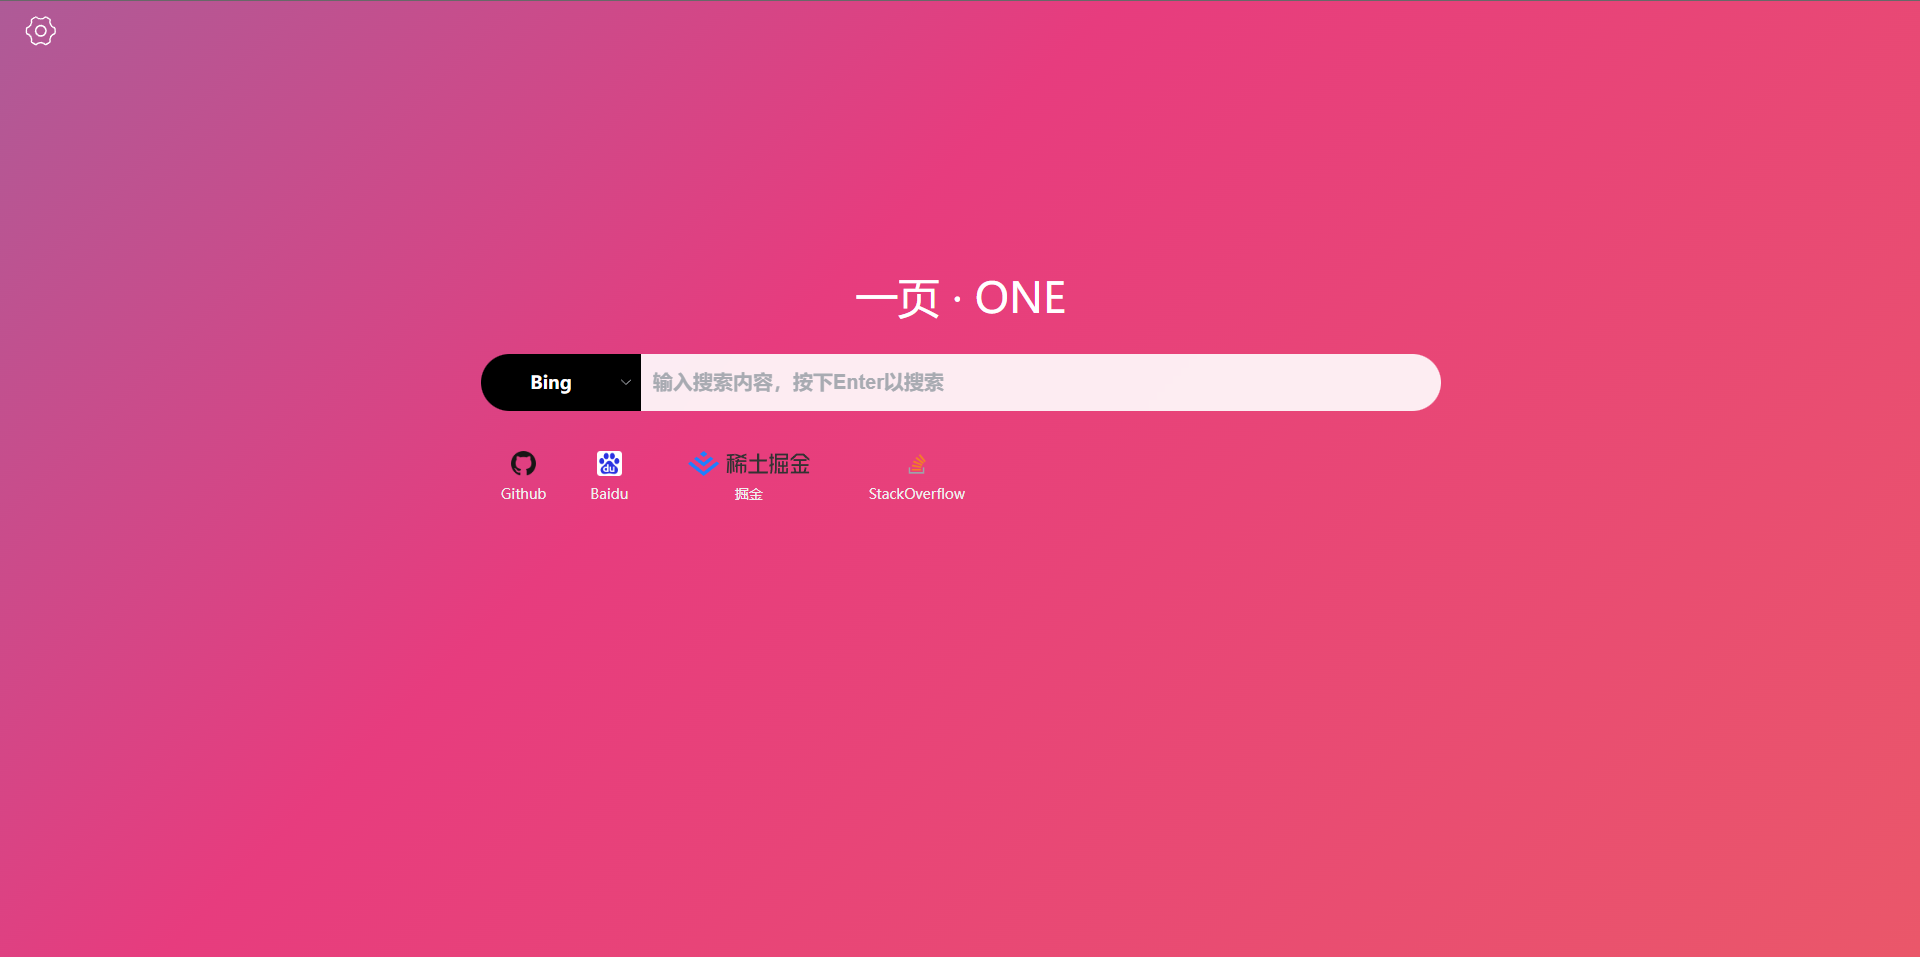 一页 · ONE
Bing
输入搜索内容，按下Enter以搜索
du
稀土掘金
Github
Baidu
掘金
StackOverflow